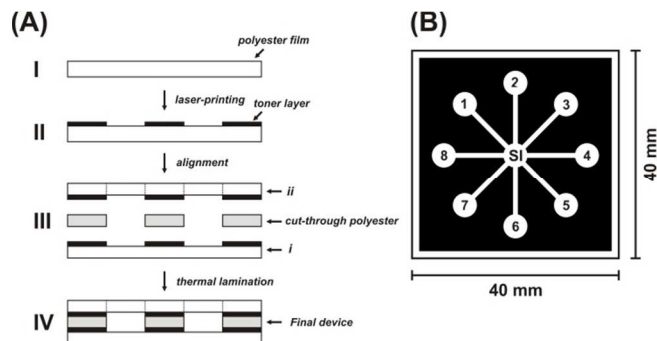 (A)
I
polyester film
laser-printing
II
toner layer
alignment
III
ii
cut-through polyester
i
thermal lamination
IV
Final device
(B)
1
2
3
8
SI
4
7
6
5
40 mm
40 mm